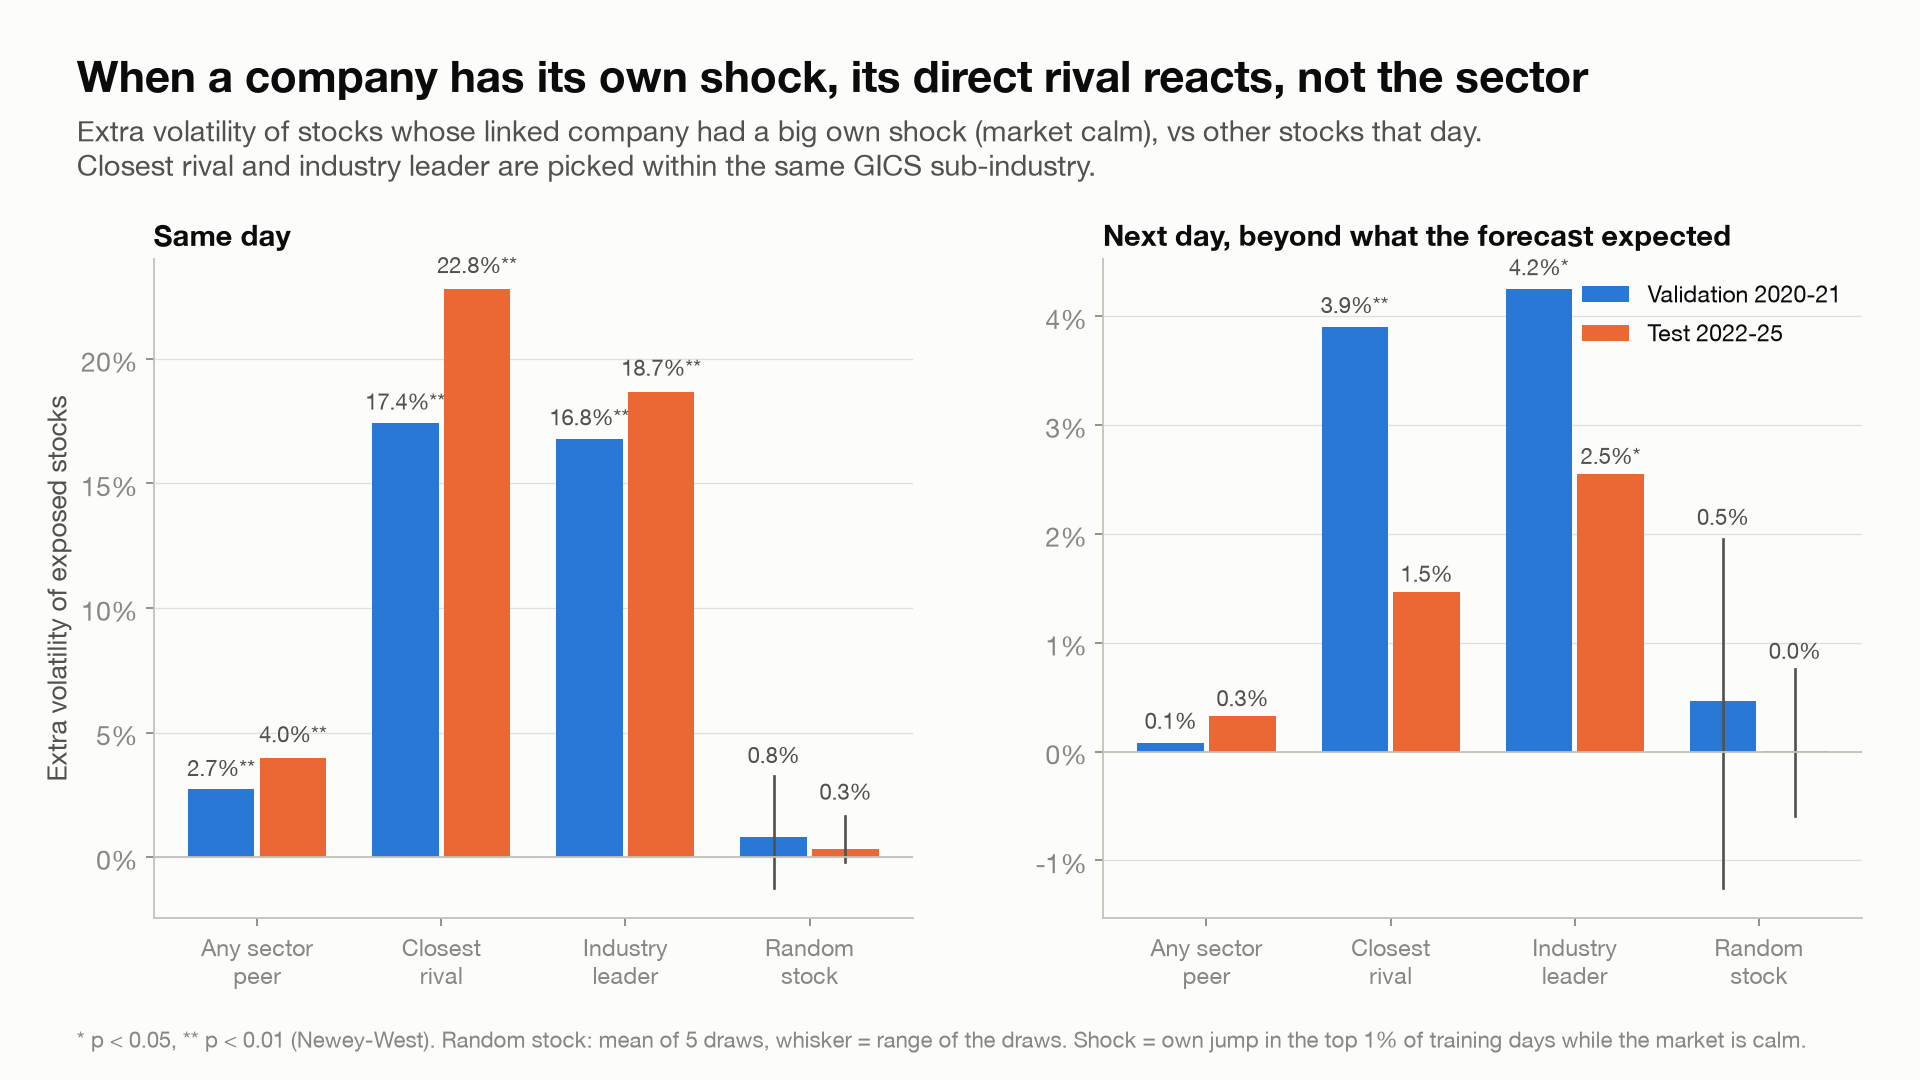 When a company has its own shock, its direct rival reacts, not the sector
Extra volatility of stocks whose linked company had a big own shock (market calm), vs other stocks that day.
Closest rival and industry leader are picked within the same GICS sub-industry.
Same day
Extra volatility of exposed stocks
20%
15%
10%
5%
0%
2.7%**
4.0%**
17.4%**
22.8%**
16.8%**
18.7%**
0.8%
0.3%
Any sector
peer
Closest
rival
Industry
leader
Random
stock
Next day, beyond what the forecast expected
Validation 2020-21
Test 2022-25
4%
3%
2%
1%
0%
-1%
0.1%
0.3%
3.9%**
1.5%
4.2%*
2.5%*
0.5%
0.0%
Any sector
peer
Closest
rival
Industry
leader
Random
stock
* p < 0.05, ** p < 0.01 (Newey-West). Random stock: mean of 5 draws, whisker = range of the draws. Shock = own jump in the top 1% of training days while the market is calm.